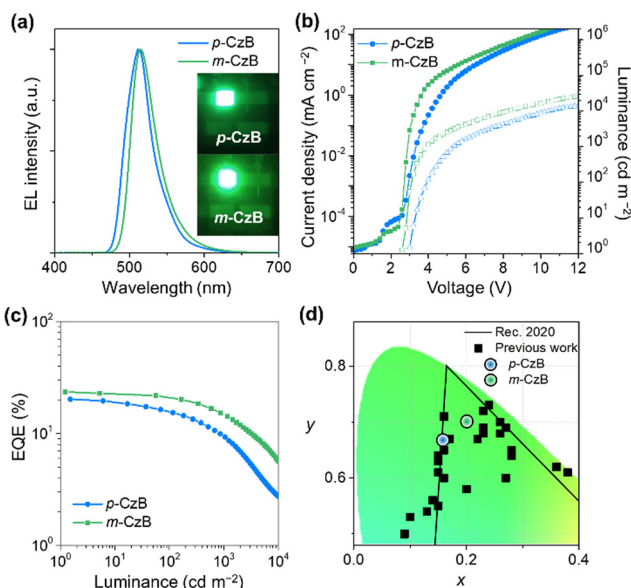 (a)
p-CzB
m-CzB
p-CzB
m-CzB
EL intensity (a.u.)
400 500 600 700
Wavelength (nm)
(b)
p-CzB
m-CzB
10²
10⁰
10⁻²
10⁻⁴
Current density (mA cm⁻²)
10⁶
10⁵
10⁴
10³
10²
10¹
10⁰
Luminance (cd m⁻²)
0 2 4 6 8 10 12
Voltage (V)
(c)
10²
10¹
10⁰
EQE (%)
p-CzB
m-CzB
10⁰ 10¹ 10² 10³ 10⁴
Luminance (cd m⁻²)
(d)
Rec. 2020
Previous work
p-CzB
m-CzB
0.8
y
0.6
0.0 0.2 0.4
x